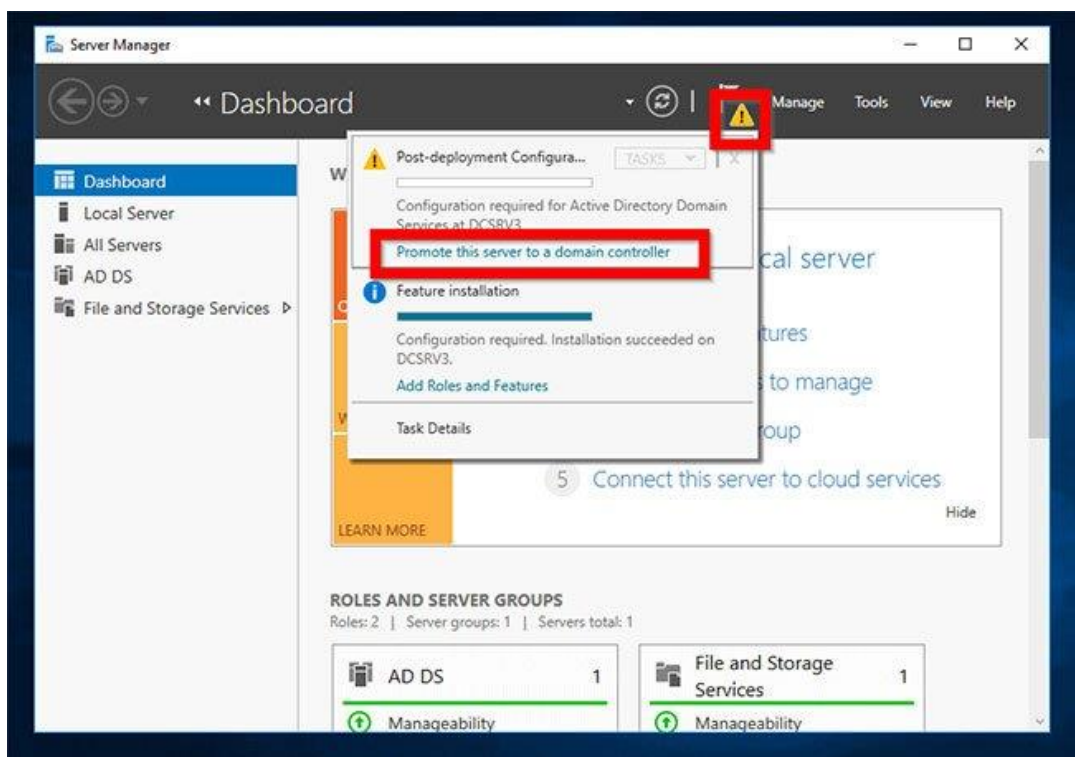 Server Manager
Dashboard
Manage Tools View Help
Dashboard
Local Server
All Servers
AD DS
File and Storage Services
Post-deployment Configura...
TASKS
X
Configuration required for Active Directory Domain
Services at DCSRV3
Promote this server to a domain controller
Feature installation
Configuration required. Installation succeeded on
DCSRV3.
Add Roles and Features
Task Details
W
cal server
tures
to manage
oup
5 Connect this server to cloud services
Hide
LEARN MORE
ROLES AND SERVER GROUPS
Roles: 2 | Server groups: 1 | Servers total: 1
AD DS 1
Manageability
File and Storage
Services 1
Manageability